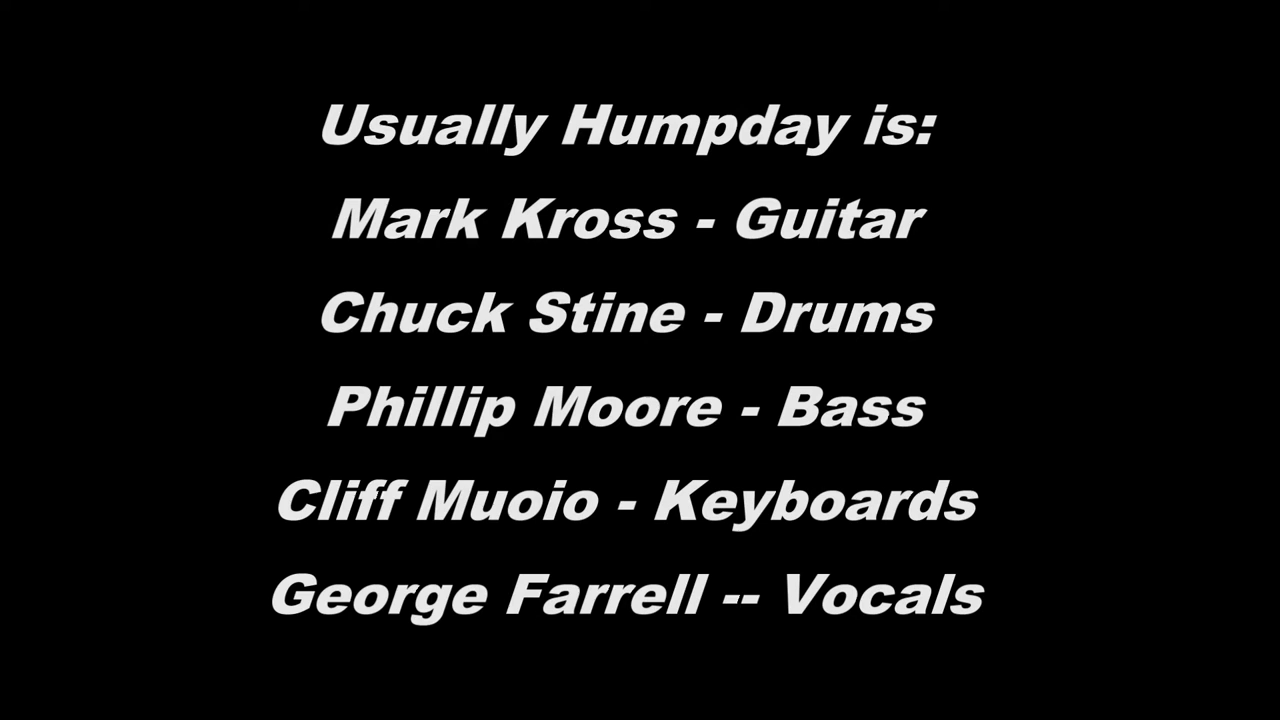 Usually Humpday is:
Mark Kross - Guitar
Chuck Stine - Drums
Phillip Moore - Bass
Cliff Muoio - Keyboards
George Farrell -- Vocals